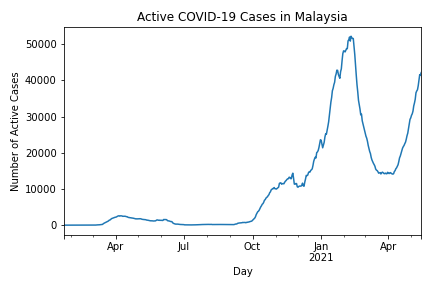 Active COVID-19 Cases in Malaysia
Number of Active Cases
50000
40000
30000
20000
10000
0
Apr
Jul
Oct
Jan
2021
Apr
Day